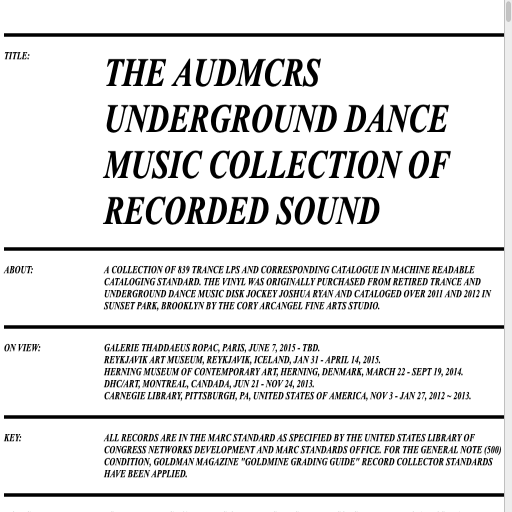 TITLE:
THE AUDMCRS
UNDERGROUND DANCE
MUSIC COLLECTION OF
RECORDED SOUND
ABOUT:
A COLLECTION OF 839 TRANCE LPS AND CORRESPONDING CATALOGUE IN MACHINE READABLE
CATALOGING STANDARD. THE VINYL WAS ORIGINALLY PURCHASED FROM RETIRED TRANCE AND
UNDERGROUND DANCE MUSIC DISK JOCKEY JOSHUA RYAN AND CATALOGED OVER 2011 AND 2012 IN
SUNSET PARK, BROOKLYN BY THE CORY ARCANGEL FINE ARTS STUDIO.
ON VIEW:
GALERIE THADDAEUS ROPAC, PARIS, JUNE 7, 2015 - TBD.
REYKJAVIK ART MUSEUM, REYKJAVIK, ICELAND, JAN 31 - APRIL 14, 2015.
HERNING MUSEUM OF CONTEMPORARY ART, HERNING, DENMARK, MARCH 22 - SEPT 19, 2014.
DHC/ART, MONTREAL, CANDADA, JUN 21 - NOV 24, 2013.
CARNEGIE LIBRARY, PITTSBURGH, PA, UNITED STATES OF AMERICA, NOV 3 - JAN 27, 2012 ~ 2013.
KEY:
ALL RECORDS ARE IN THE MARC STANDARD AS SPECIFIED BY THE UNITED STATES LIBRARY OF
CONGRESS NETWORKS DEVELOPMENT AND MARC STANDARDS OFFICE. FOR THE GENERAL NOTE (500)
CONDITION, GOLDMAN MAGAZINE "GOLDMINE GRADING GUIDE" RECORD COLLECTOR STANDARDS
HAVE BEEN APPLIED.